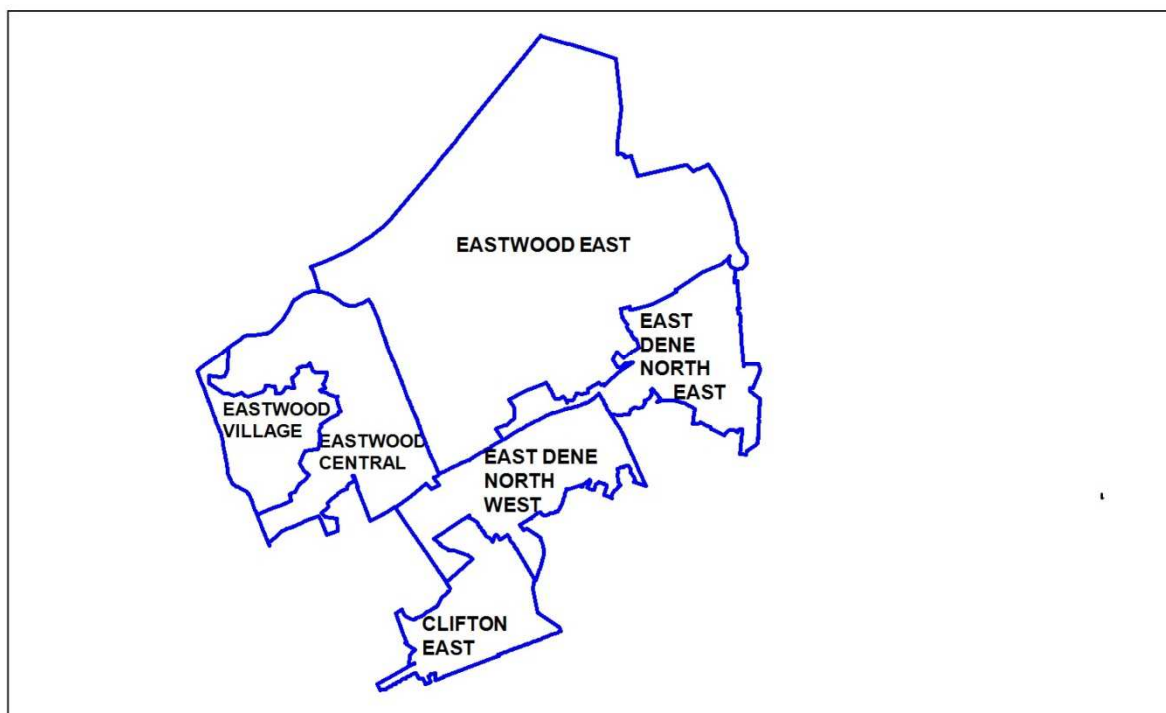 EASTWOOD EAST
EAST
DENE
NORTH
EAST
EASTWOOD
VILLAGE
EASTWOOD
CENTRAL
EAST DENE
NORTH
WEST
CLIFTON
EAST